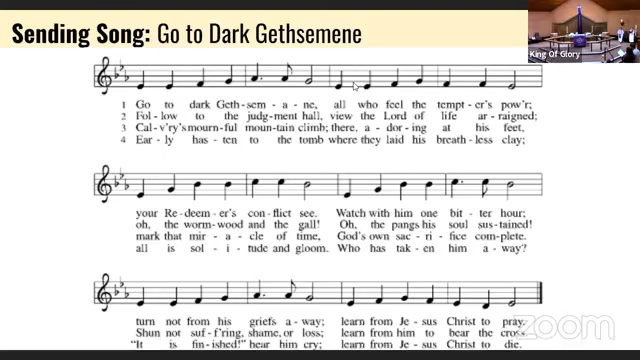 Sending Song: Go to Dark Gethsemene
King Of Glory
1 Go to dark Geth-sem-a-ne, all who feel the tempt-er's pow'r;
2 Fol-low to the judg-ment hall, view the Lord of life ar-raigned;
3 Cal-v'ry's mourn-ful moun-tain climb; there, a-dor-ing at his feet,
4 Ear-ly has-ten to the tomb where they laid his breath-less clay;
your Re-deem-er's con-flict see. Watch with him one bit-ter hour;
oh, the worm-wood and the gall! Oh, the pangs his soul sus-tained!
mark that mir-a-cle of time, God's own sac-ri-fice com-plete.
all is sol-i-tude and gloom. Who has tak-en him a-way?
turn not from his griefs a-way; learn from Je-sus Christ to pray.
Shun not suf-f'ring, shame, or loss; learn from him to bear the cross.
"It is fin-ished!" hear him cry; learn from Je-sus Christ to die.
zoom